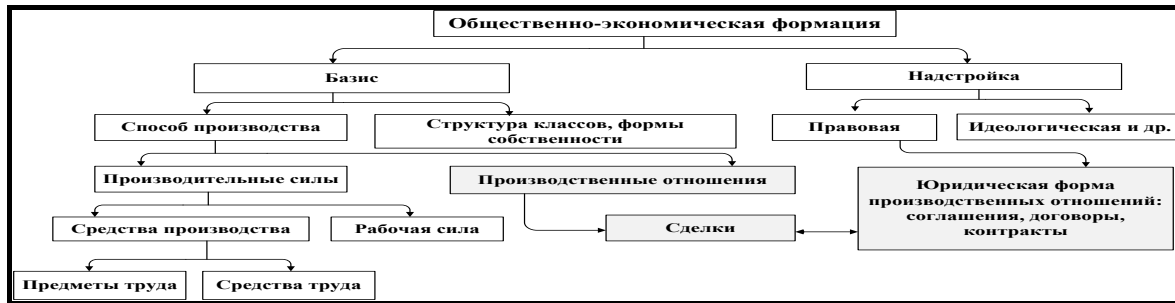 Общественно-экономическая формация
Базис
Надстройка
Способ производства
Структура классов, формы
собственности
Правовая
Идеологическая и др.
Производительные силы
Производственные отношения
Юридическая форма
производственных отношений:
соглашения, договоры,
контракты
Средства производства
Рабочая сила
Сделки
Предметы труда
Средства труда